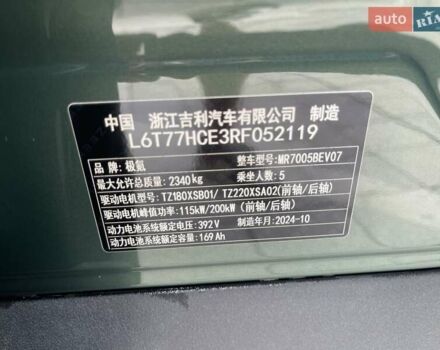 auto RIA
中国 浙江吉利汽车有限公司 制造
L6T77HCE3RF052119
品牌:极氪 整车型号:MR7005BEV07
最大允许总质量:2340kg 乘坐人数:5
驱动电机型号:TZ180XSB01/ TZ220XSA02(前轴/后轴)
驱动电机峰值功率:115kW/200kW (前轴/后轴)
动力电池系统额定电压:392V 制造年月:2024-10
动力电池系统额定容量:169Ah